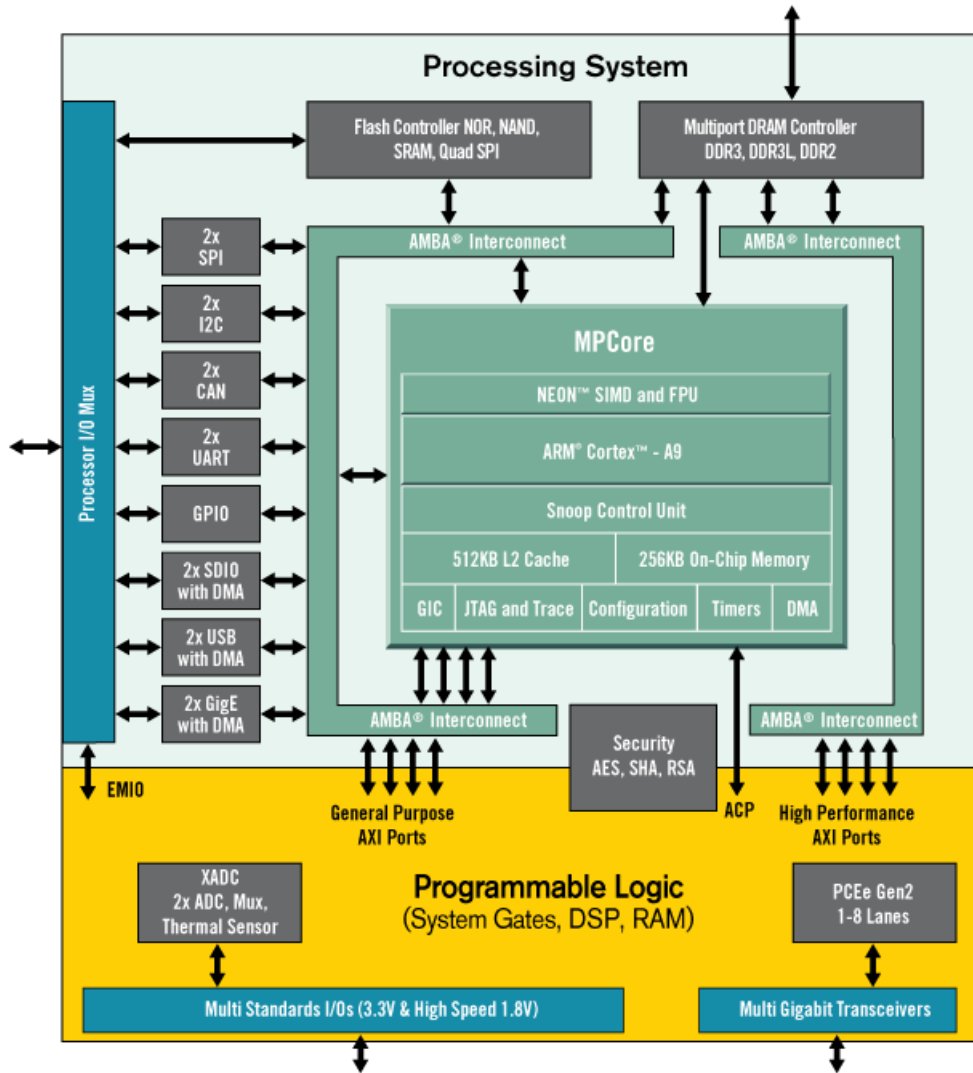 Processing System
Flash Controller NOR, NAND,
SRAM, Quad SPI
Multiport DRAM Controller
DDR3, DDR3L, DDR2
AMBA® Interconnect
AMBA® Interconnect
Processor I/O Mux
2x
SPI
2x
I2C
2x
CAN
2x
UART
GPIO
2x SDIO
with DMA
2x USB
with DMA
2x GigE
with DMA
MPCore
NEON™ SIMD and FPU
ARM® Cortex™ - A9
Snoop Control Unit
512KB L2 Cache
256KB On-Chip Memory
GIC
JTAG and Trace
Configuration
Timers
DMA
AMBA® Interconnect
AMBA® Interconnect
Security
AES, SHA, RSA
EMIO
General Purpose
AXI Ports
ACP
High Performance
AXI Ports
XADC
2x ADC, Mux,
Thermal Sensor
Programmable Logic
(System Gates, DSP, RAM)
PCEe Gen2
1-8 Lanes
Multi Standards I/Os (3.3V & High Speed 1.8V)
Multi Gigabit Transceivers